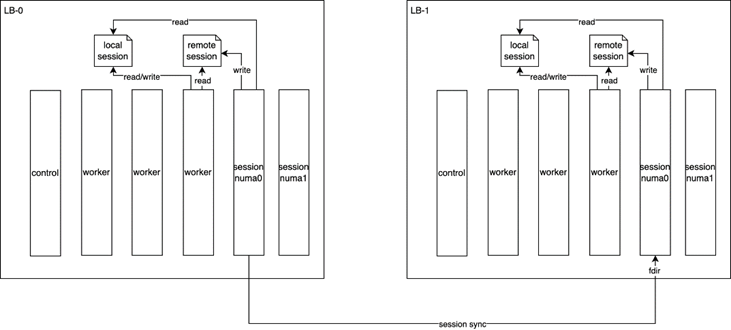 LB-0
read
local
session
remote
session
write
read/write
read
control
worker
worker
worker
session
numa0
session
numa1
LB-1
read
local
session
remote
session
write
read/write
read
control
worker
worker
worker
session
numa0
session
numa1
fdir
session sync